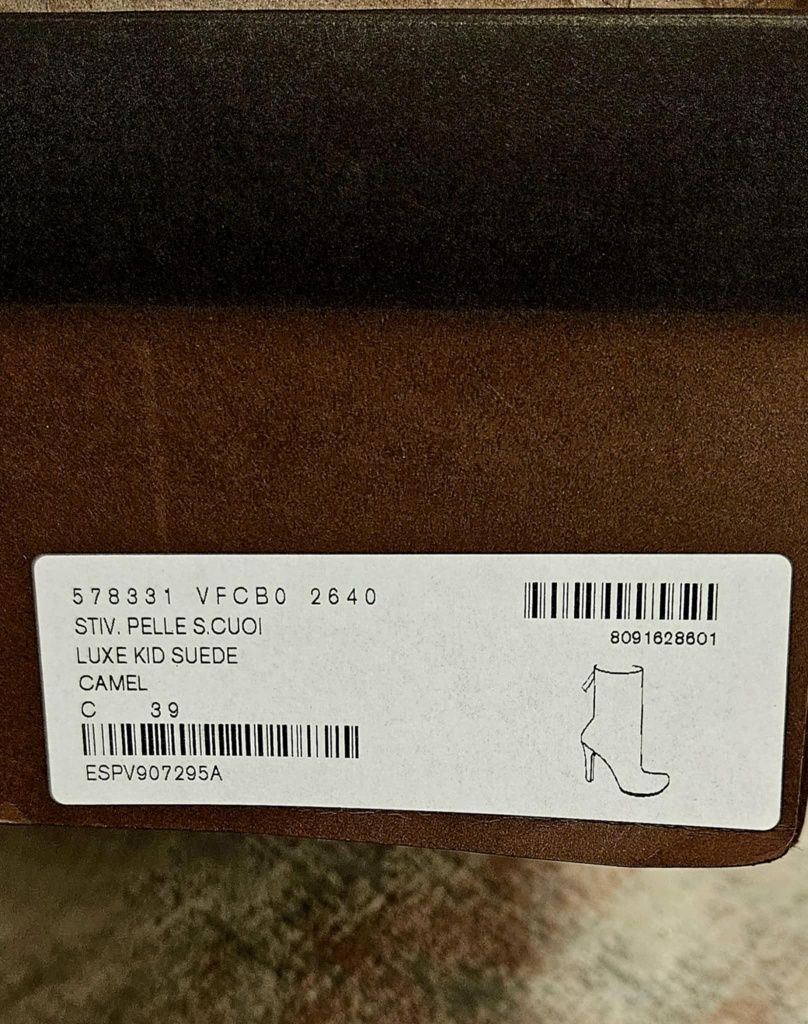 578331 VFCB0 2640
STIV. PELLE S.CUOI
LUXE KID SUEDE
CAMEL
C 39
ESPV907295A
8091628601